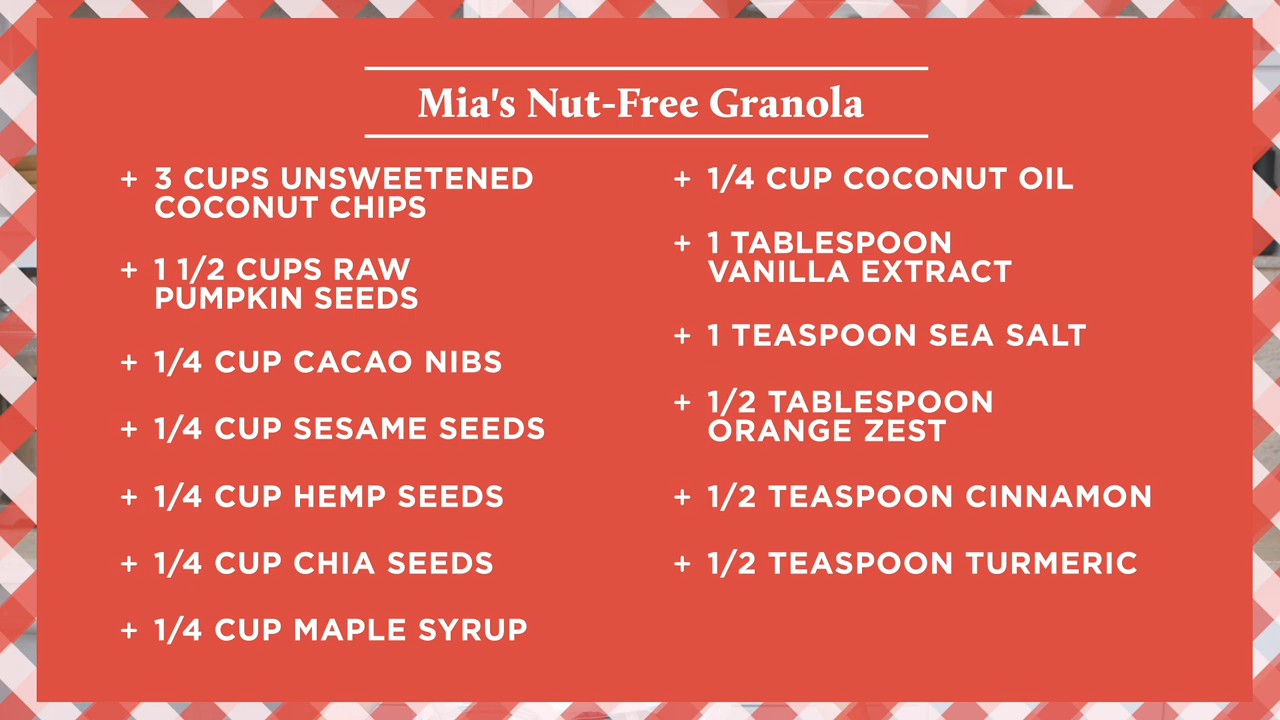 Mia's Nut-Free Granola
+ 3 CUPS UNSWEETENED
COCONUT CHIPS
+ 1 1/2 CUPS RAW
PUMPKIN SEEDS
+ 1/4 CUP CACAO NIBS
+ 1/4 CUP SESAME SEEDS
+ 1/4 CUP HEMP SEEDS
+ 1/4 CUP CHIA SEEDS
+ 1/4 CUP MAPLE SYRUP
+ 1/4 CUP COCONUT OIL
+ 1 TABLESPOON
VANILLA EXTRACT
+ 1 TEASPOON SEA SALT
+ 1/2 TABLESPOON
ORANGE ZEST
+ 1/2 TEASPOON CINNAMON
+ 1/2 TEASPOON TURMERIC